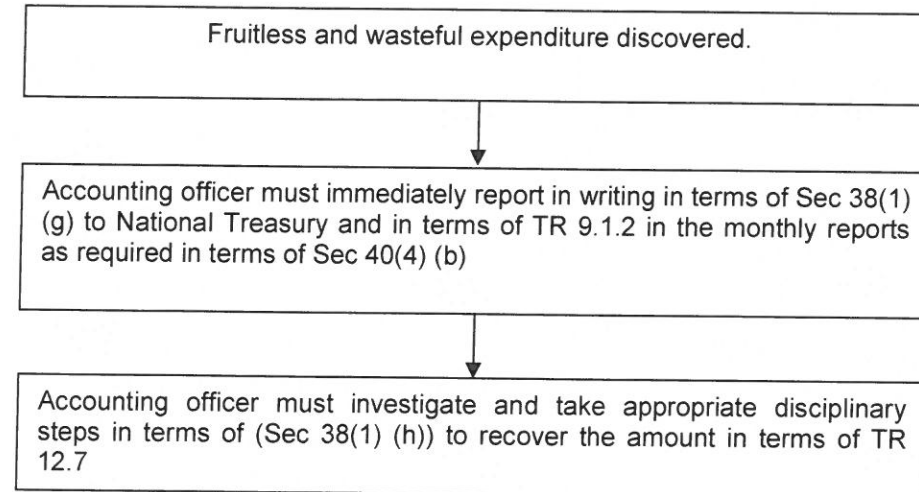 Fruitless and wasteful expenditure discovered.
Accounting officer must immediately report in writing in terms of Sec 38(1)
(g) to National Treasury and in terms of TR 9.1.2 in the monthly reports
as required in terms of Sec 40(4) (b)
Accounting officer must investigate and take appropriate disciplinary
steps in terms of (Sec 38(1) (h)) to recover the amount in terms of TR
12.7